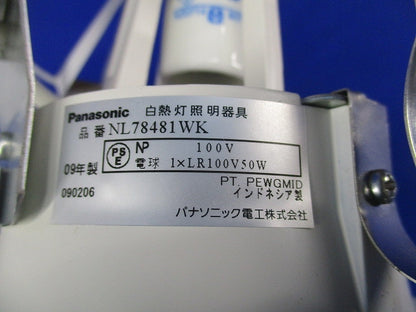 Panasonic 白熱灯照明器具
品番 NL78481WK
PS E NP 100V
09年製 電球 1×LR100V50W
090206 PT. PEWGMID
インドネシア製
パナソニック電工株式会社